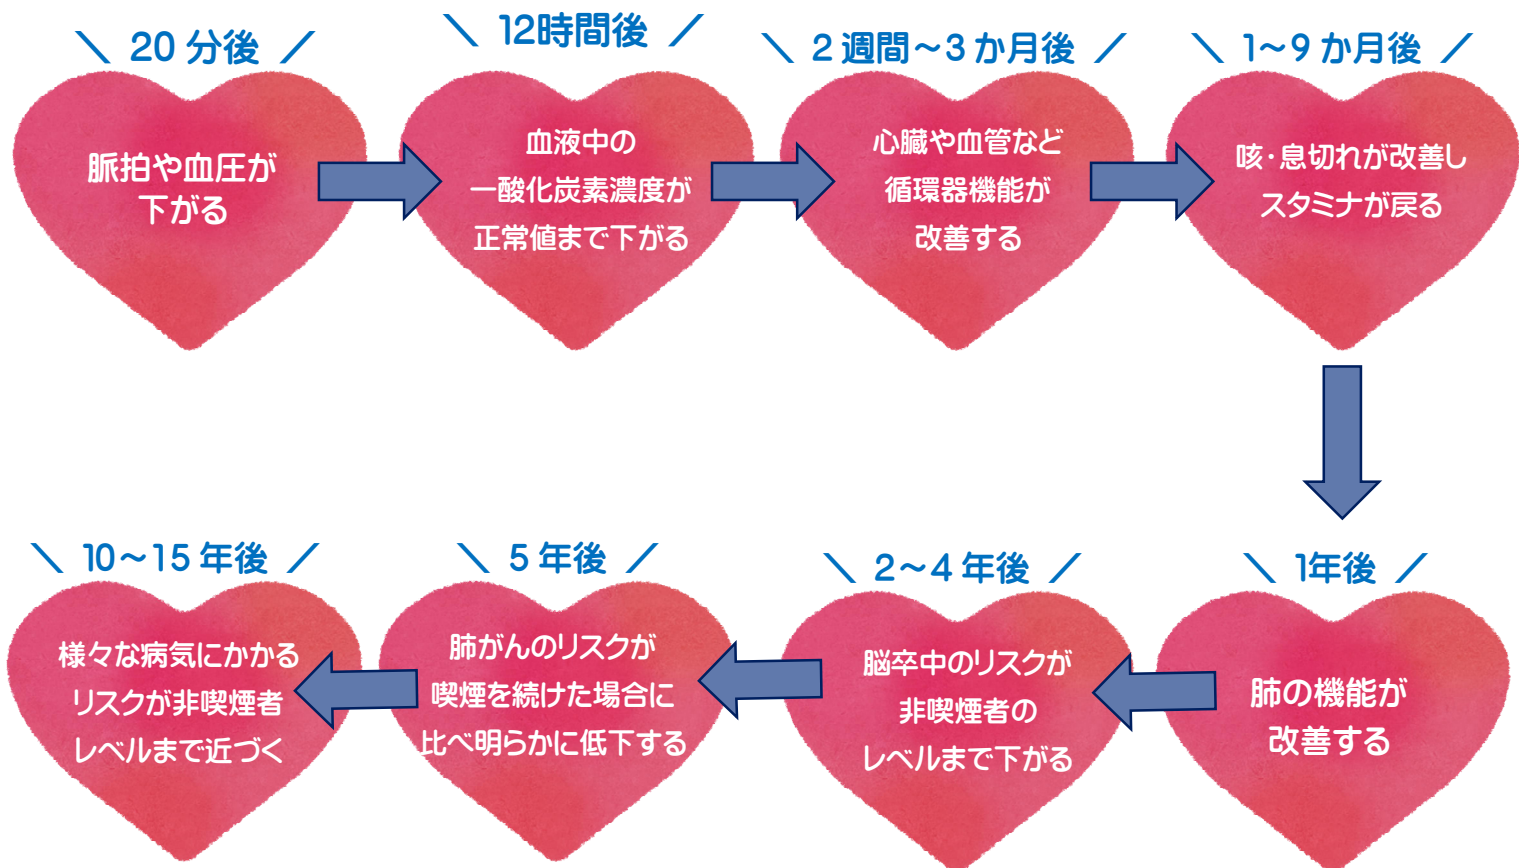 20 分後
脈拍や血圧が
下がる
12時間後
血液中の
一酸化炭素濃度が
正常値まで下がる
2 週間～3 か月後
心臓や血管など
循環器機能が
改善する
1～9 か月後
咳・息切れが改善し
スタミナが戻る
1年後
肺の機能が
改善する
2～4 年後
脳卒中のリスクが
非喫煙者の
レベルまで下がる
5 年後
肺がんのリスクが
喫煙を続けた場合に
比べ明らかに低下する
10～15 年後
様々な病気にかかる
リスクが非喫煙者
レベルまで近づく